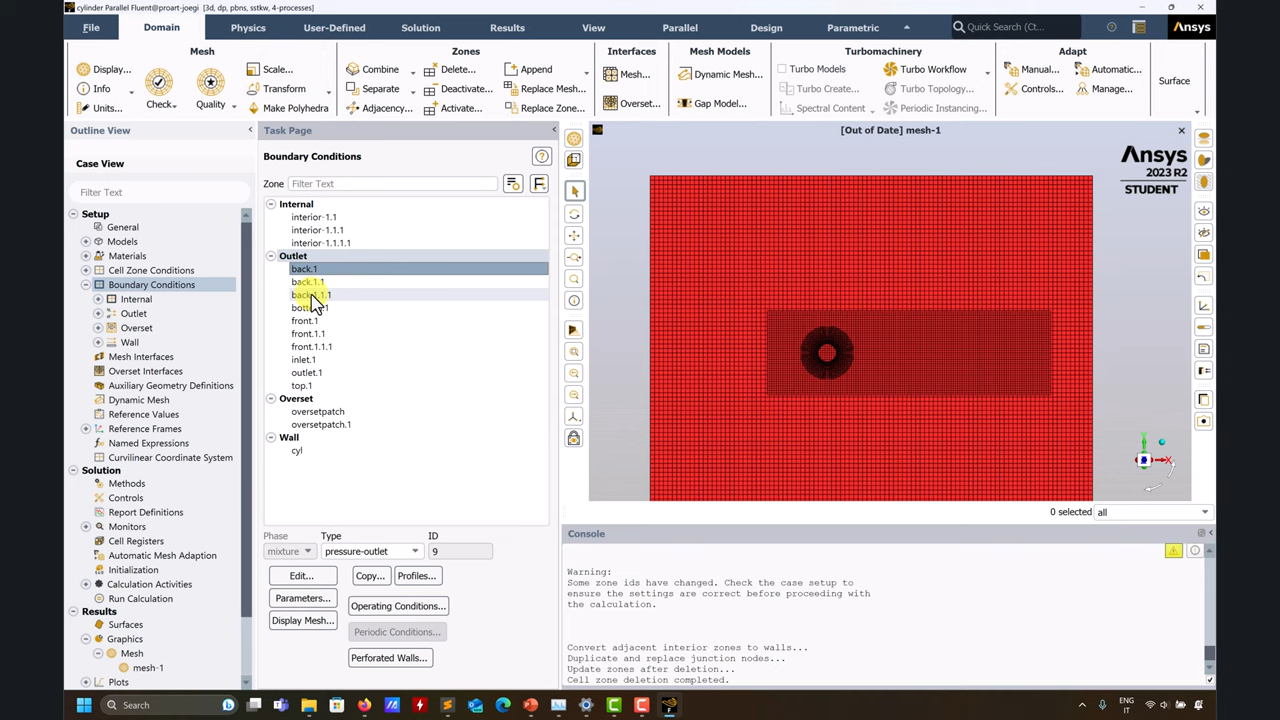 cylinder Parallel Fluent@proart-joegi [3d, dp, pbns, sstkw, 4-processes]
File
Domain
Physics
User-Defined
Solution
Results
View
Parallel
Design
Parametric
Quick Search (Ct...
Ansys
Mesh
Zones
Interfaces
Mesh Models
Turbomachinery
Adapt
Surface
Display...
Info
Units...
Check
Quality
Scale...
Transform
Make Polyhedra
Combine
Separate
Adjacency...
Delete...
Deactivate...
Activate...
Append
Replace Mesh...
Replace Zone...
Mesh...
Overset...
Dynamic Mesh...
Gap Model...
Turbo Models
Turbo Create...
Spectral Content
Turbo Workflow
Turbo Topology...
Periodic Instancing...
Manual...
Controls...
Automatic...
Manage...
Outline View
Case View
Filter Text
Setup
General
Models
Materials
Cell Zone Conditions
Boundary Conditions
Internal
Outlet
Overset
Wall
Mesh Interfaces
Overset Interfaces
Auxiliary Geometry Definitions
Dynamic Mesh
Reference Values
Reference Frames
Named Expressions
Curvilinear Coordinate System
Solution
Methods
Controls
Report Definitions
Monitors
Cell Registers
Automatic Mesh Adaption
Initialization
Calculation Activities
Run Calculation
Results
Surfaces
Graphics
Mesh
mesh-1
Plots
Task Page
Boundary Conditions
Zone
Filter Text
Internal
interior-1.1
interior-1.1.1
interior-1.1.1.1
Outlet
back.1
back.1.1
back.1.1.1
front.1
front.1.1
front.1.1.1
inlet.1
outlet.1
top.1
Overset
oversetpatch
oversetpatch.1
Wall
cyl
Phase
Type
ID
mixture
pressure-outlet
9
Edit...
Copy...
Profiles...
Parameters...
Operating Conditions...
Display Mesh...
Periodic Conditions...
Perforated Walls...
[Out of Date] mesh-1
Ansys
2023 R2
STUDENT
X
0 selected
all
Console
Warning:
Some zone ids have changed. Check the case setup to
ensure the settings are correct before proceeding with
the calculation.
Convert adjacent interior zones to walls...
Duplicate and replace junction nodes...
Update zones after deletion...
Cell zone deletion completed.
Search
ENG
IT